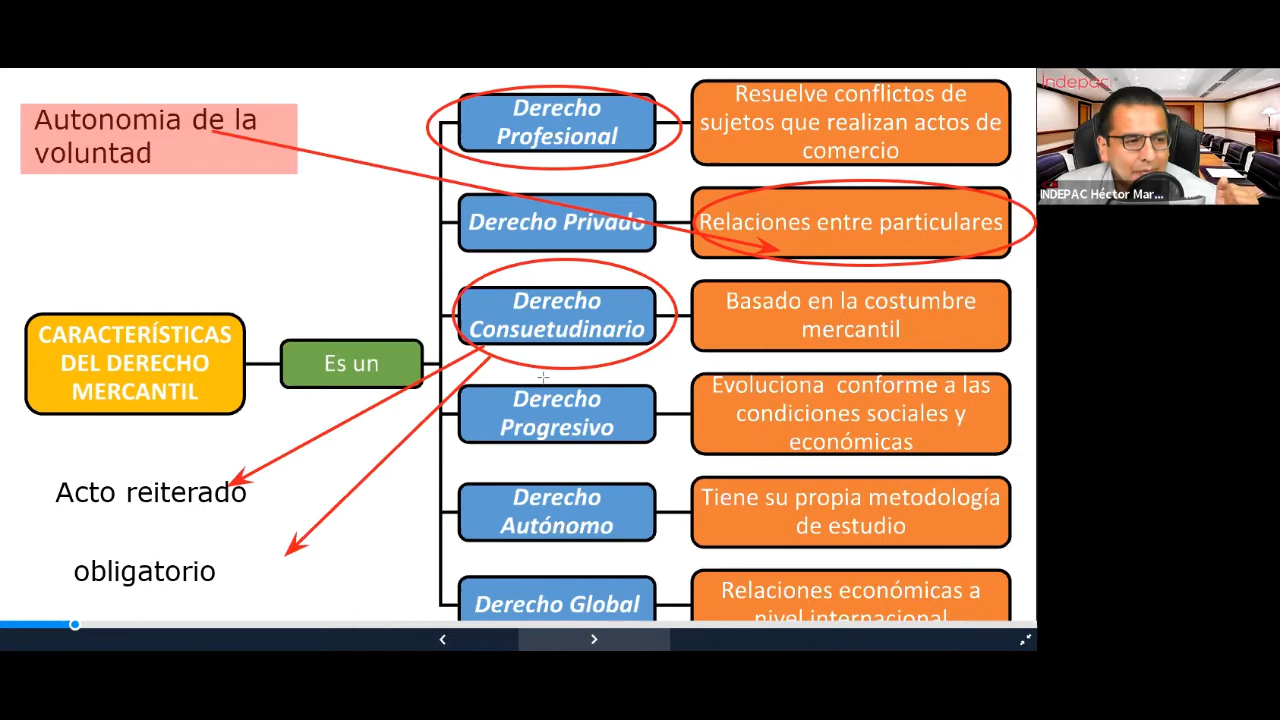 Autonomia de la
voluntad
CARACTERÍSTICAS
DEL DERECHO
MERCANTIL
Es un
Derecho
Profesional
Resuelve conflictos de
sujetos que realizan actos de
comercio
Derecho Privado
Relaciones entre particulares
Derecho
Consuetudinario
Basado en la costumbre
mercantil
Derecho
Progresivo
Evoluciona conforme a las
condiciones sociales y
económicas
Derecho
Autónomo
Tiene su propia metodología
de estudio
Derecho Global
Relaciones económicas a
nivel internacional
Acto reiterado
obligatorio
Indepac
INDEPAC Héctor Mar...